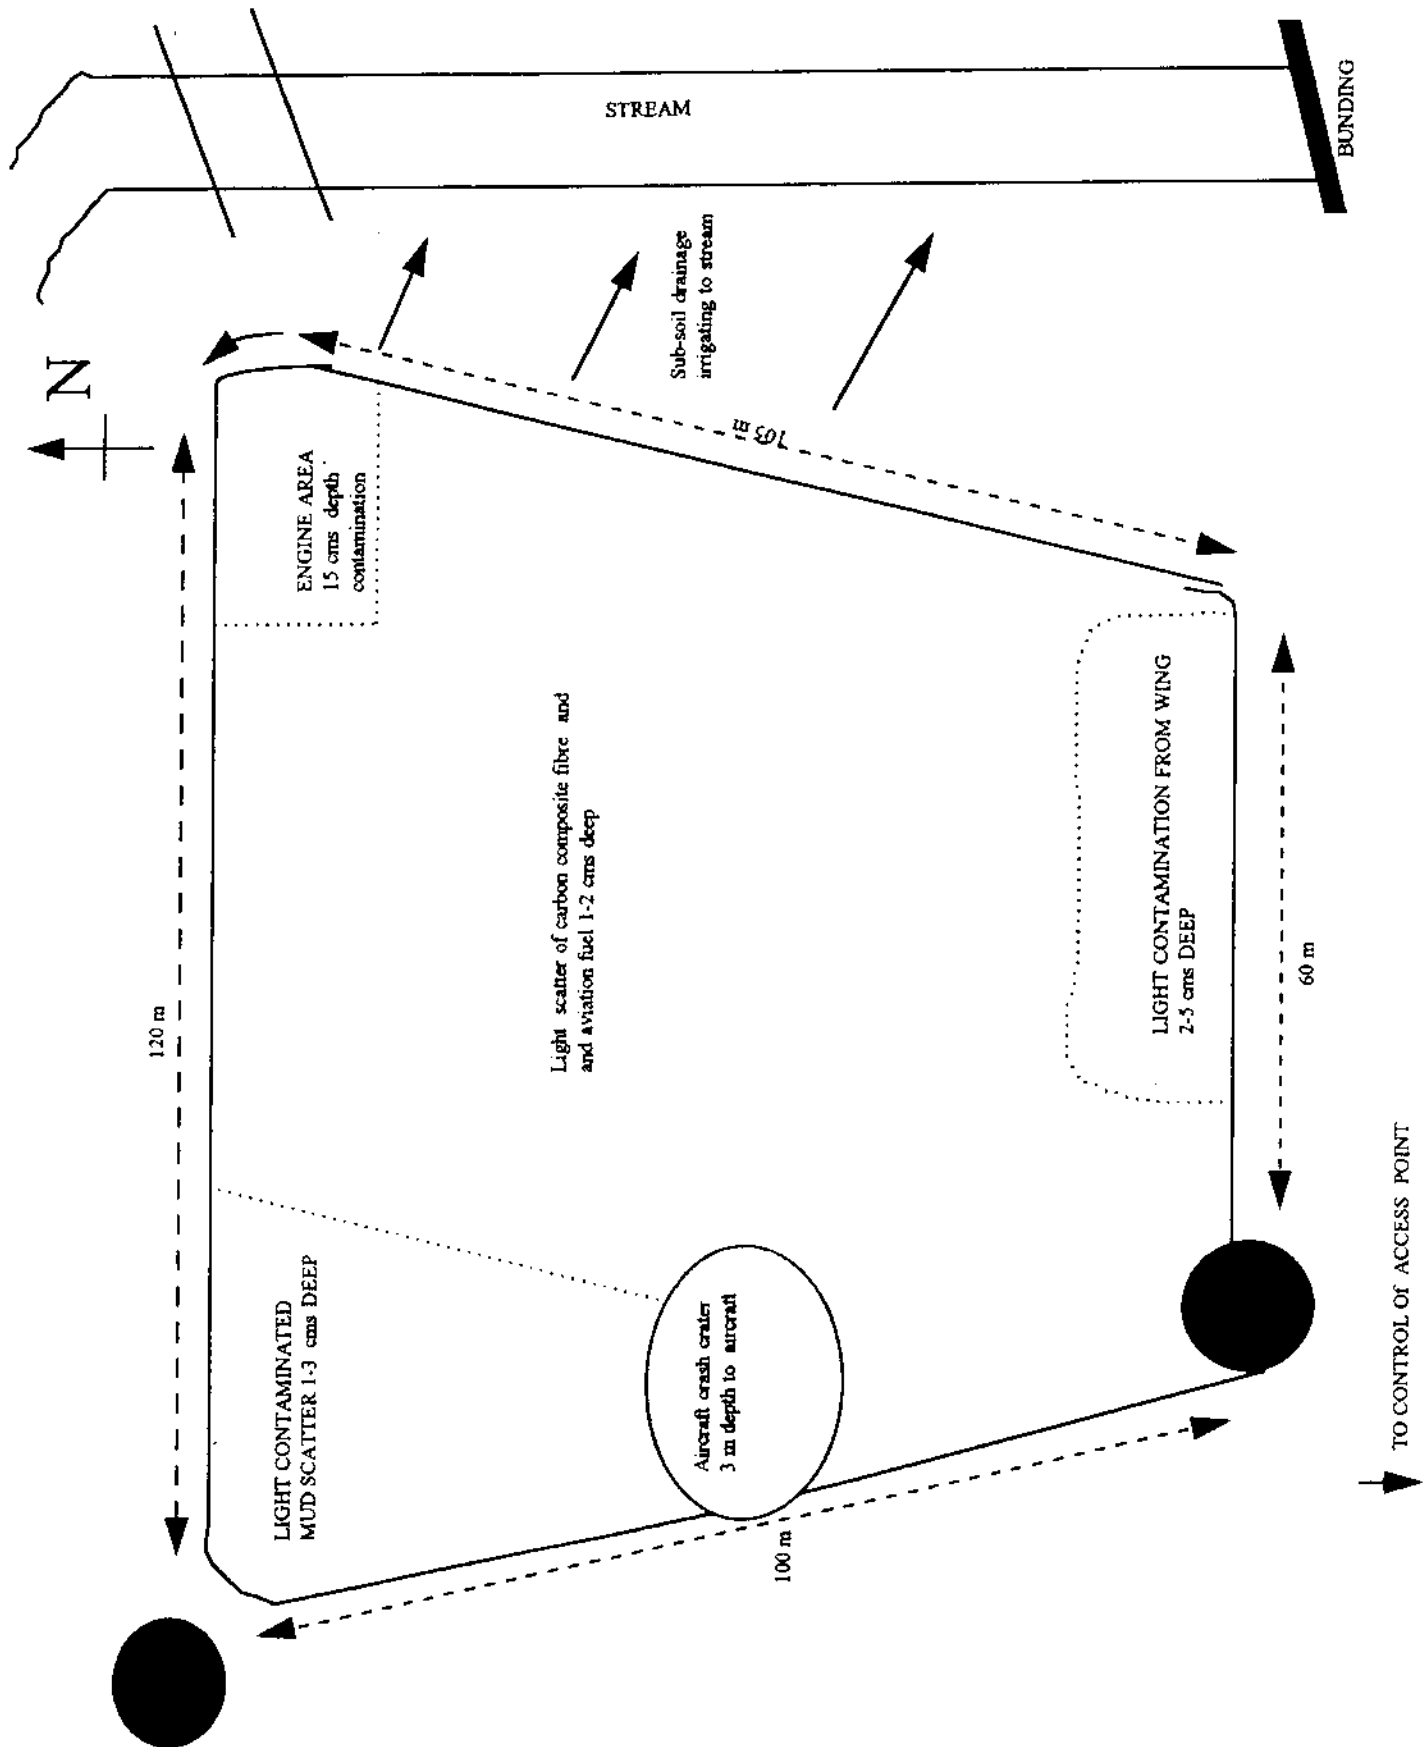 N
STREAM
BUNDING
Sub-soil drainage
irrigating to stream
120 m
ENGINE AREA
15 cms depth
contamination
103 m
Light scatter of carbon composite fibre and
and aviation fuel 1-2 cms deep
LIGHT CONTAMINATED
MUD SCATTER 1-3 cms DEEP
Aircraft crash crater
3 m depth to aircraft
100 m
LIGHT CONTAMINATION FROM WING
2-5 cms DEEP
60 m
TO CONTROL Of ACCESS POINT